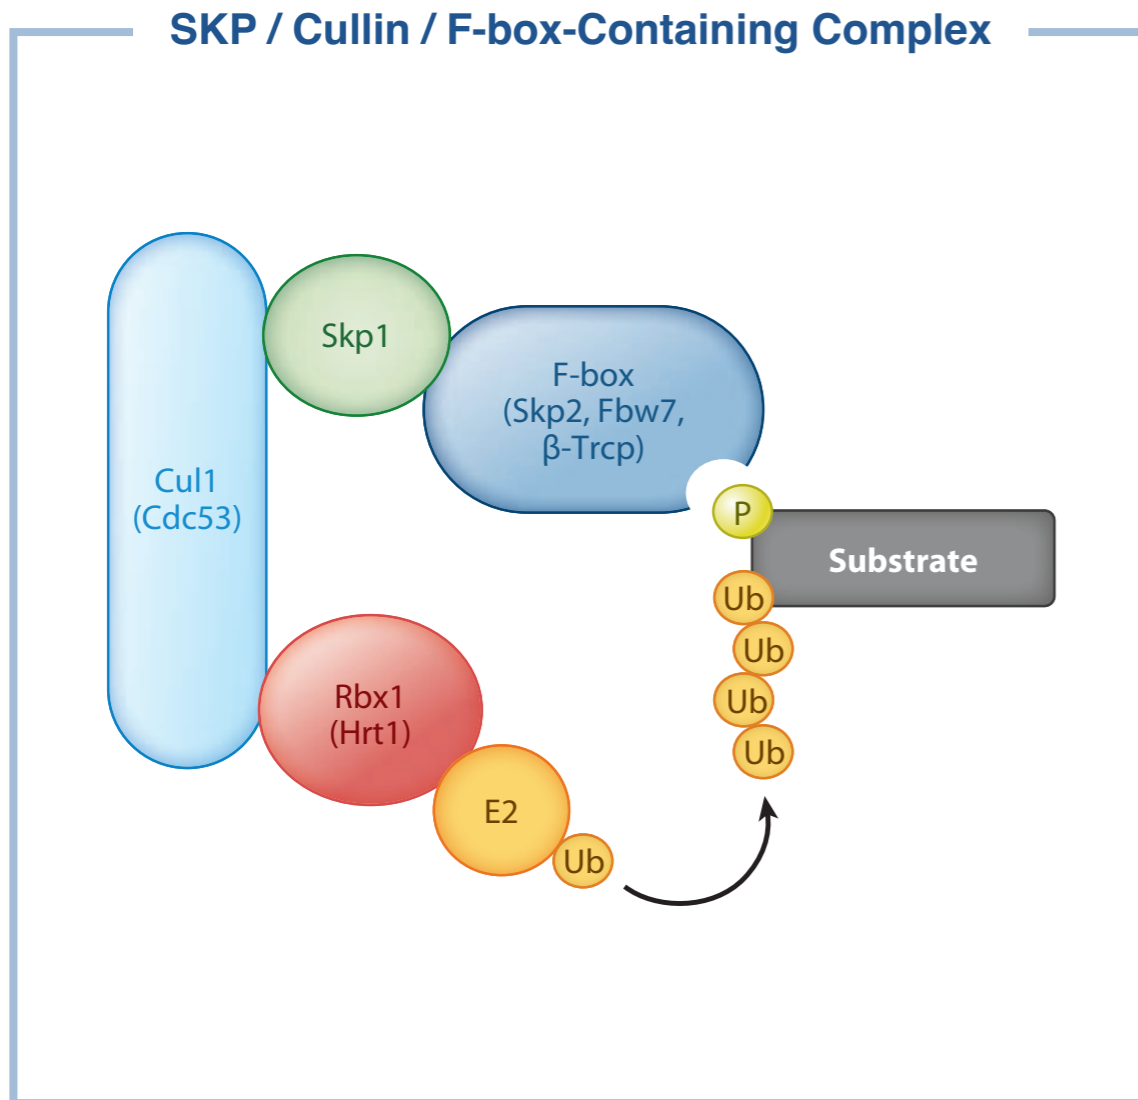 SKP / Cullin / F-box-Containing Complex
Skp1
F-box
(Skp2, Fbw7,
β-Trcp)
Cul1
(Cdc53)
P
Substrate
Ub
Ub
Ub
Ub
Rbx1
(Hrt1)
E2
Ub